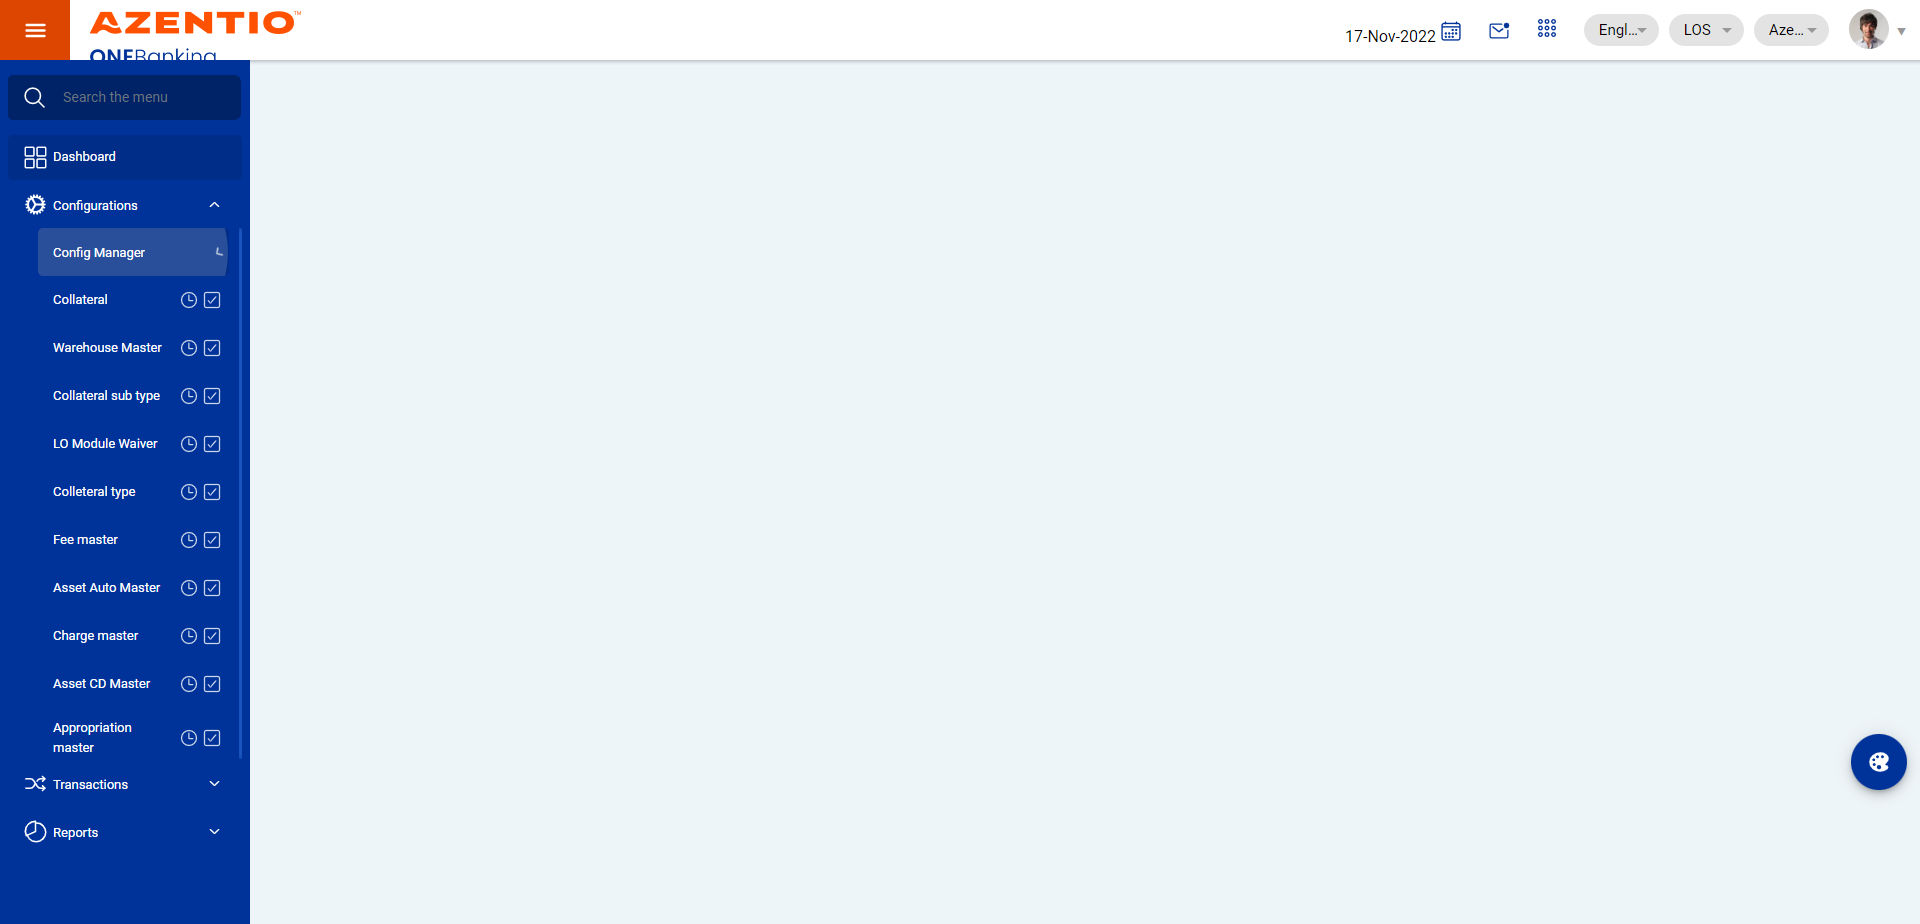 AZENTIO™
ONEBanking
17-Nov-2022
Engl...
LOS
Aze...
Search the menu
Dashboard
Configurations
Config Manager
Collateral
Warehouse Master
Collateral sub type
LO Module Waiver
Colleteral type
Fee master
Asset Auto Master
Charge master
Asset CD Master
Appropriation
master
Transactions
Reports